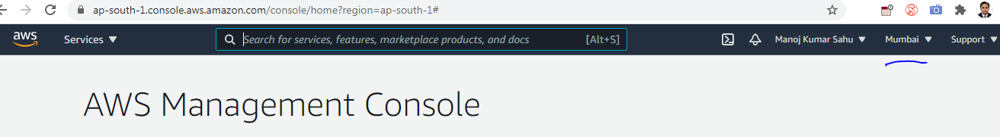 ap-south-1.console.aws.amazon.com/console/home?region=ap-south-1#
aws Services Search for services, features, marketplace products, and docs [Alt+S] Manoj Kumar Sahu Mumbai Support
AWS Management Console